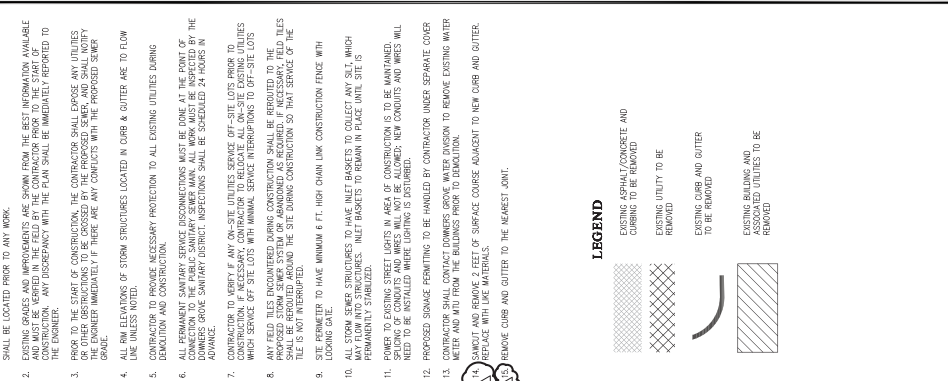 SHALL BE LOCATED PRIOR TO ANY WORK.
2. EXISTING GRADES AND IMPROVEMENTS ARE SHOWN FROM THE BEST INFORMATION AVAILABLE
AND MUST BE VERIFIED IN THE FIELD BY THE CONTRACTOR PRIOR TO THE START OF
CONSTRUCTION. ANY DISCREPANCY WITH THE PLAN SHALL BE IMMEDIATELY REPORTED TO
THE ENGINEER.
3. PRIOR TO THE START OF CONSTRUCTION, THE CONTRACTOR SHALL EXPOSE ANY UTILITIES
OR OTHER OBSTRUCTIONS TO BE CROSSED BY THE PROPOSED SEWER, AND SHALL NOTIFY
THE ENGINEER IMMEDIATELY IF THERE ARE ANY CONFLICTS WITH THE PROPOSED SEWER
GRADE.
4. ALL RIM ELEVATIONS OF STORM STRUCTURES LOCATED IN CURB & GUTTER ARE TO FLOW
LINE UNLESS NOTED.
5. CONTRACTOR TO PROVIDE NECESSARY PROTECTION TO ALL EXISTING UTILITIES DURING
DEMOLITION AND CONSTRUCTION.
6. ALL PERMANENT SANITARY SERVICE DISCONNECTIONS MUST BE DONE AT THE POINT OF
CONNECTION TO THE PUBLIC SANITARY SEWER MAIN. ALL WORK MUST BE INSPECTED BY THE
DOWNERS GROVE SANITARY DISTRICT. INSPECTIONS SHALL BE SCHEDULED 24 HOURS IN
ADVANCE.
7. CONTRACTOR TO VERIFY IF ANY ON-SITE UTILITIES SERVICE OFF-SITE LOTS PRIOR TO
CONSTRUCTION. IF NECESSARY, CONTRACTOR TO RELOCATE ALL ON-SITE EXISTING UTILITIES
WHICH SERVICE OFF SITE LOTS WITH MINIMAL SERVICE INTERRUPTIONS TO OFF-SITE LOTS
8. ANY FIELD TILES ENCOUNTERED DURING CONSTRUCTION SHALL BE REROUTED TO THE
PROPOSED STORM SEWER SYSTEM OR ABANDONED AS REQUIRED. IF NECESSARY, FIELD TILES
SHALL BE REROUTED AROUND THE SITE DURING CONSTRUCTION SO THAT SERVICE OF THE
TILE IS NOT INTERRUPTED.
9. SITE PERIMETER TO HAVE MINIMUM 6 FT. HIGH CHAIN LINK CONSTRUCTION FENCE WITH
LOCKING GATE.
10. ALL STORM SEWER STRUCTURES TO HAVE INLET BASKETS TO COLLECT ANY SILT, WHICH
MAY FLOW INTO STRUCTURES. INLET BASKETS TO REMAIN IN PLACE UNTIL SITE IS
PERMANENTLY STABILIZED.
11. POWER TO EXISTING STREET LIGHTS IN AREA OF CONSTRUCTION IS TO BE MAINTAINED.
SPLICING OF CONDUITS AND WIRES WILL NOT BE ALLOWED; NEW CONDUITS AND WIRES WILL
NEED TO BE INSTALLED WHERE LIGHTING IS DISTURBED.
12. PROPOSED SIGNAGE PERMITTING TO BE HANDLED BY CONTRACTOR UNDER SEPARATE COVER
13. CONTRACTOR SHALL CONTACT DOWNERS GROVE WATER DIVISION TO REMOVE EXISTING WATER
METER AND MTU FROM THE BUILDINGS PRIOR TO DEMOLITION.
14. SAWCUT AND REMOVE 2 FEET OF SURFACE COURSE ADJACENT TO NEW CURB AND GUTTER.
REPLACE WITH LIKE MATERIALS.
15. REMOVE CURB AND GUTTER TO THE NEAREST JOINT
LEGEND
EXISTING ASPHALT/CONCRETE AND
CURBING TO BE REMOVED
EXISTING UTILITY TO BE
REMOVED
EXISTING CURB AND GUTTER
TO BE REMOVED
EXISTING BUILDING AND
ASSOCIATED UTILITIES TO BE
REMOVED